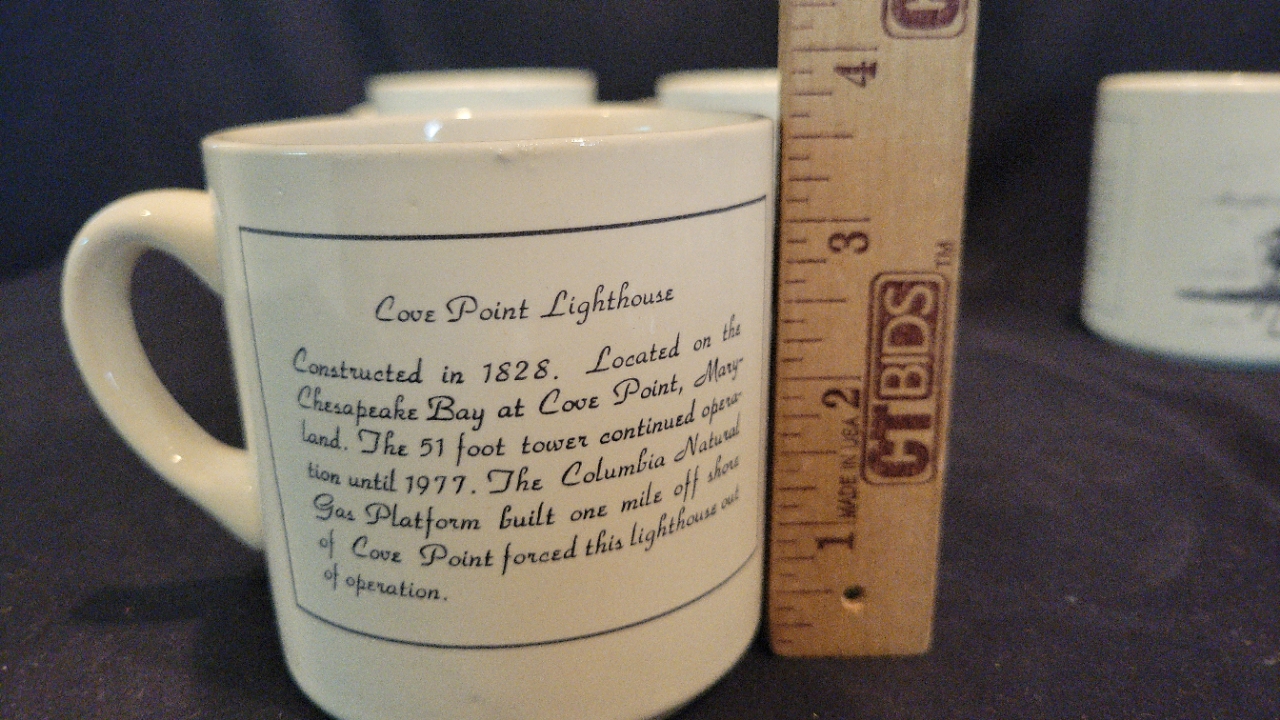 Cove Point Lighthouse
Constructed in 1828. Located on the
Chesapeake Bay at Cove Point, Mary-
land. The 51 foot tower continued opera-
tion until 1977. The Columbia Natural
Gas Platform built one mile off shore
of Cove Point forced this lighthouse out
of operation.
4
3
2
1
MADE IN USA
CTBIDS™